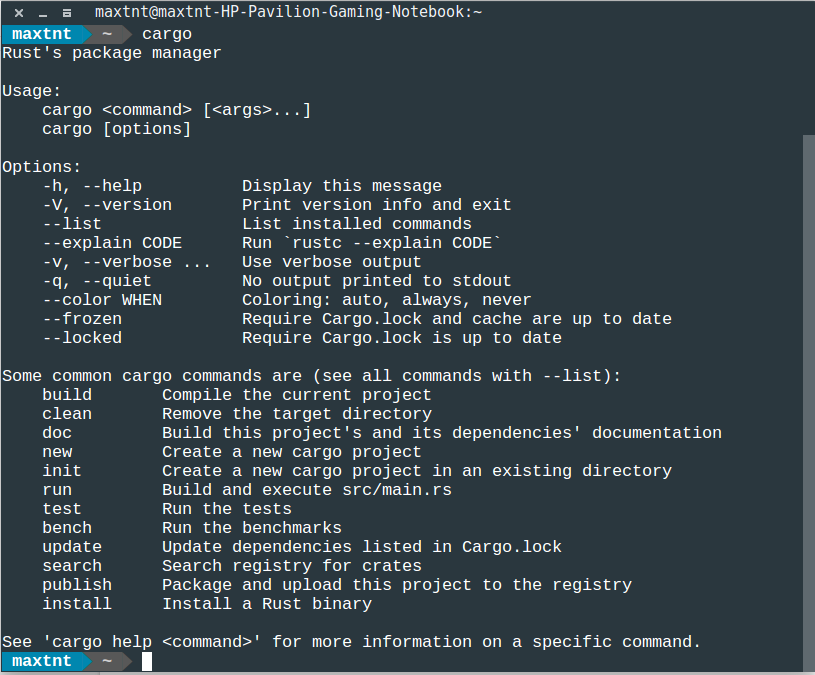 maxtnt@maxtnt-HP-Pavilion-Gaming-Notebook:~
maxtnt ~ cargo
Rust's package manager
Usage:
    cargo <command> [<args>...]
    cargo [options]
Options:
    -h, --help          Display this message
    -V, --version       Print version info and exit
    --list              List installed commands
    --explain CODE      Run `rustc --explain CODE`
    -v, --verbose ...   Use verbose output
    -q, --quiet         No output printed to stdout
    --color WHEN        Coloring: auto, always, never
    --frozen            Require Cargo.lock and cache are up to date
    --locked            Require Cargo.lock is up to date
Some common cargo commands are (see all commands with --list):
    build       Compile the current project
    clean       Remove the target directory
    doc         Build this project's and its dependencies' documentation
    new         Create a new cargo project
    init        Create a new cargo project in an existing directory
    run         Build and execute src/main.rs
    test        Run the tests
    bench       Run the benchmarks
    update      Update dependencies listed in Cargo.lock
    search      Search registry for crates
    publish     Package and upload this project to the registry
    install     Install a Rust binary
See 'cargo help <command>' for more information on a specific command.
maxtnt ~